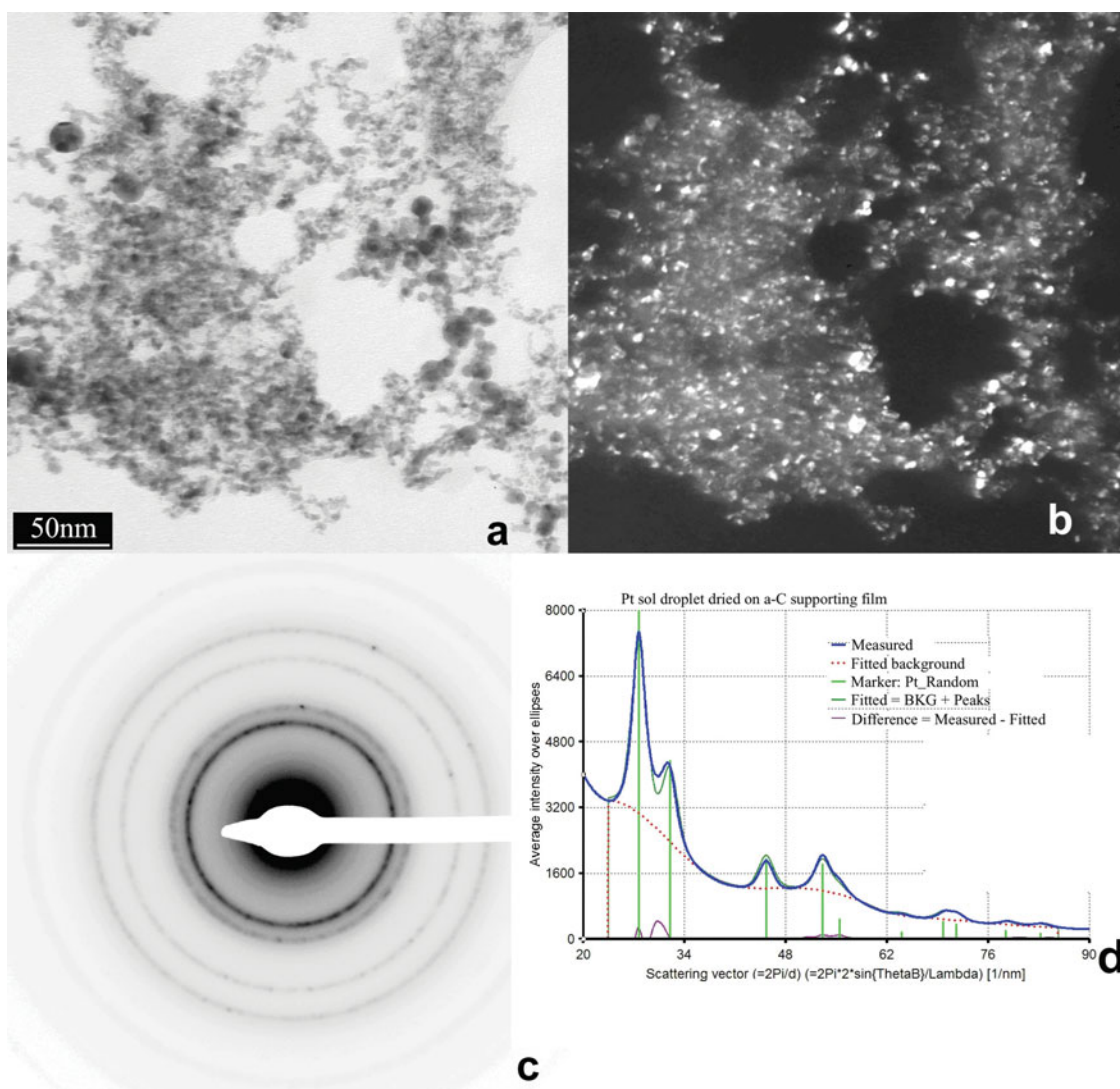 50nm
a
b
c
Pt sol droplet dried on a-C supporting film
Average intensity over ellipses
8000
6400
4800
3200
1600
0
Measured
Fitted background
Marker: Pt_Random
Fitted = BKG + Peaks
Difference = Measured - Fitted
20 34 48 62 76 90
Scattering vector (=2Pi/d) (=2Pi*2*sin{ThetaB}/Lambda) [1/nm]
d